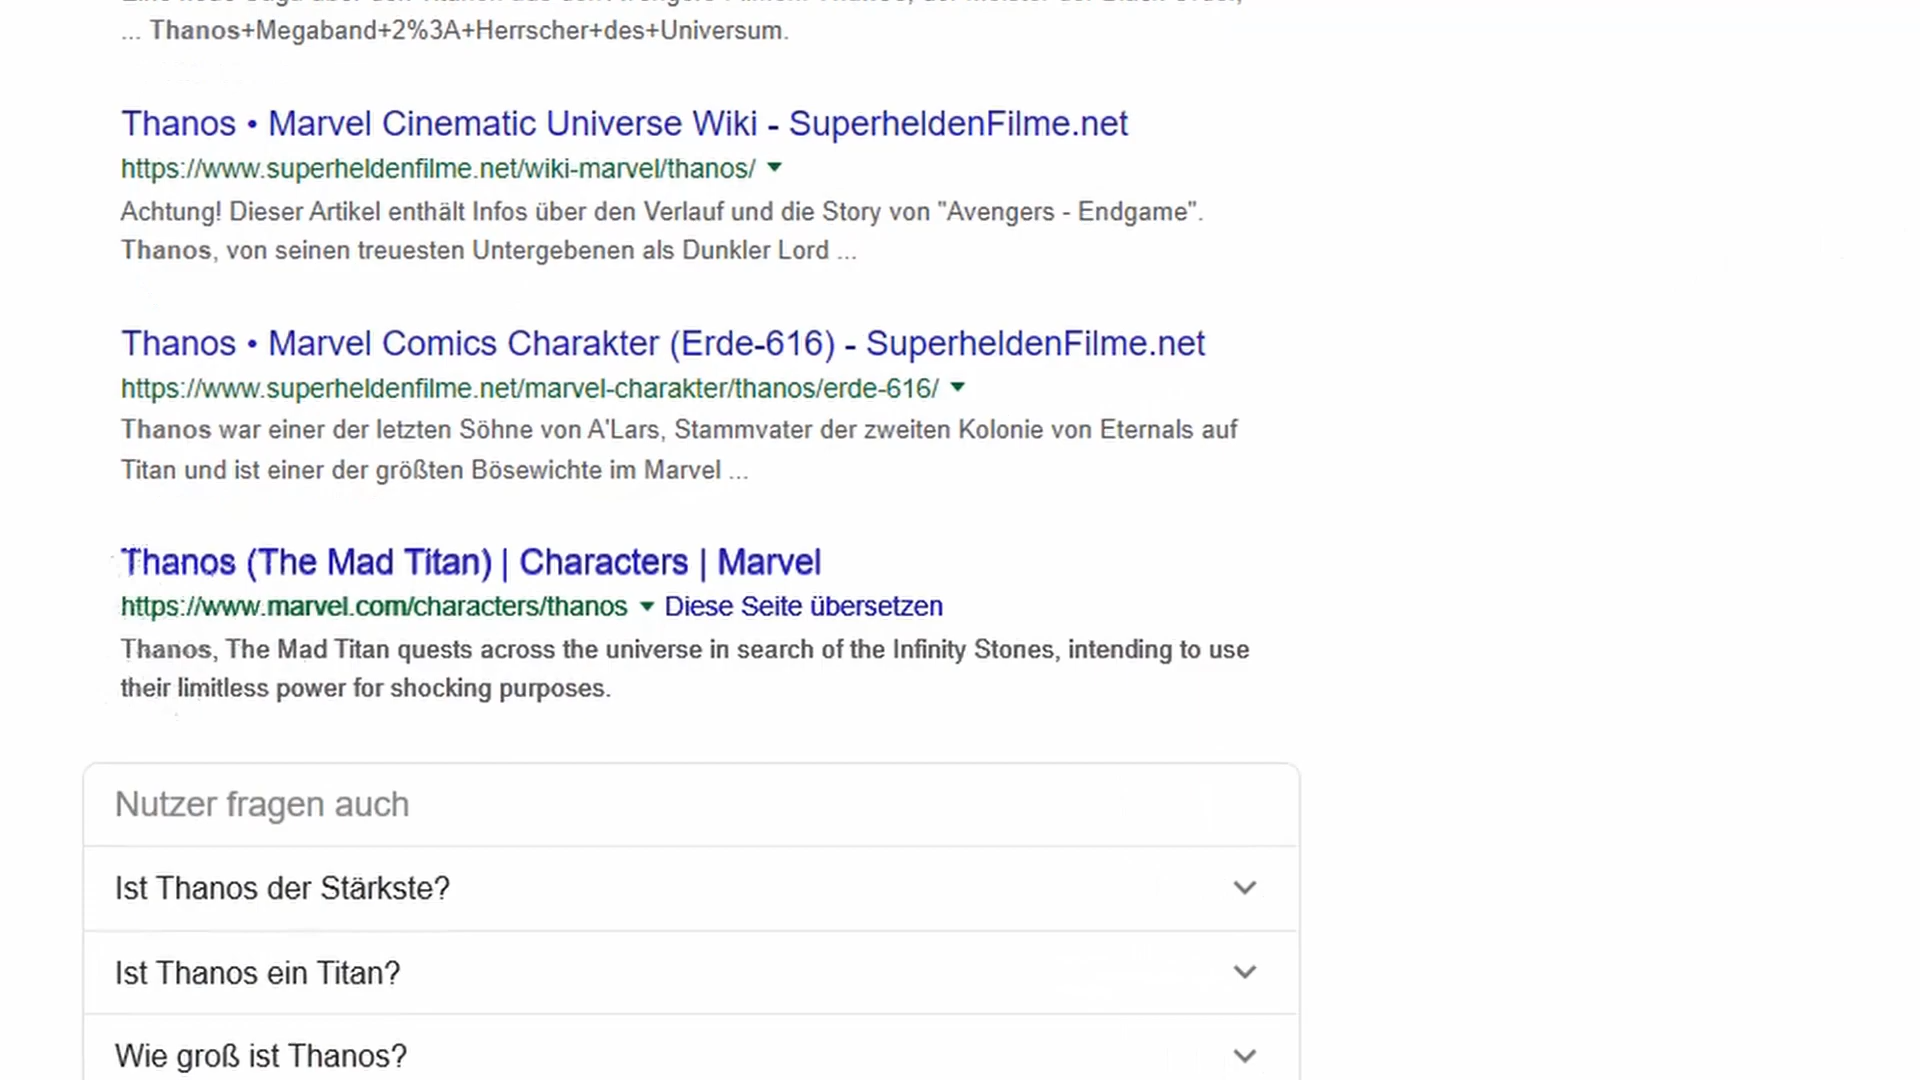 ... Thanos+Megaband+2%3A+Herrscher+des+Universum.
Thanos • Marvel Cinematic Universe Wiki - SuperheldenFilme.net
https://www.superheldenfilme.net/wiki-marvel/thanos/
Achtung! Dieser Artikel enthält Infos über den Verlauf und die Story von "Avengers - Endgame".
Thanos, von seinen treuesten Untergebenen als Dunkler Lord ...
Thanos • Marvel Comics Charakter (Erde-616) - SuperheldenFilme.net
https://www.superheldenfilme.net/marvel-charakter/thanos/erde-616/
Thanos war einer der letzten Söhne von A'Lars, Stammvater der zweiten Kolonie von Eternals auf
Titan und ist einer der größten Bösewichte im Marvel ...
Thanos (The Mad Titan) | Characters | Marvel
https://www.marvel.com/characters/thanos Diese Seite übersetzen
Thanos, The Mad Titan quests across the universe in search of the Infinity Stones, intending to use
their limitless power for shocking purposes.
Nutzer fragen auch
Ist Thanos der Stärkste?
Ist Thanos ein Titan?
Wie groß ist Thanos?